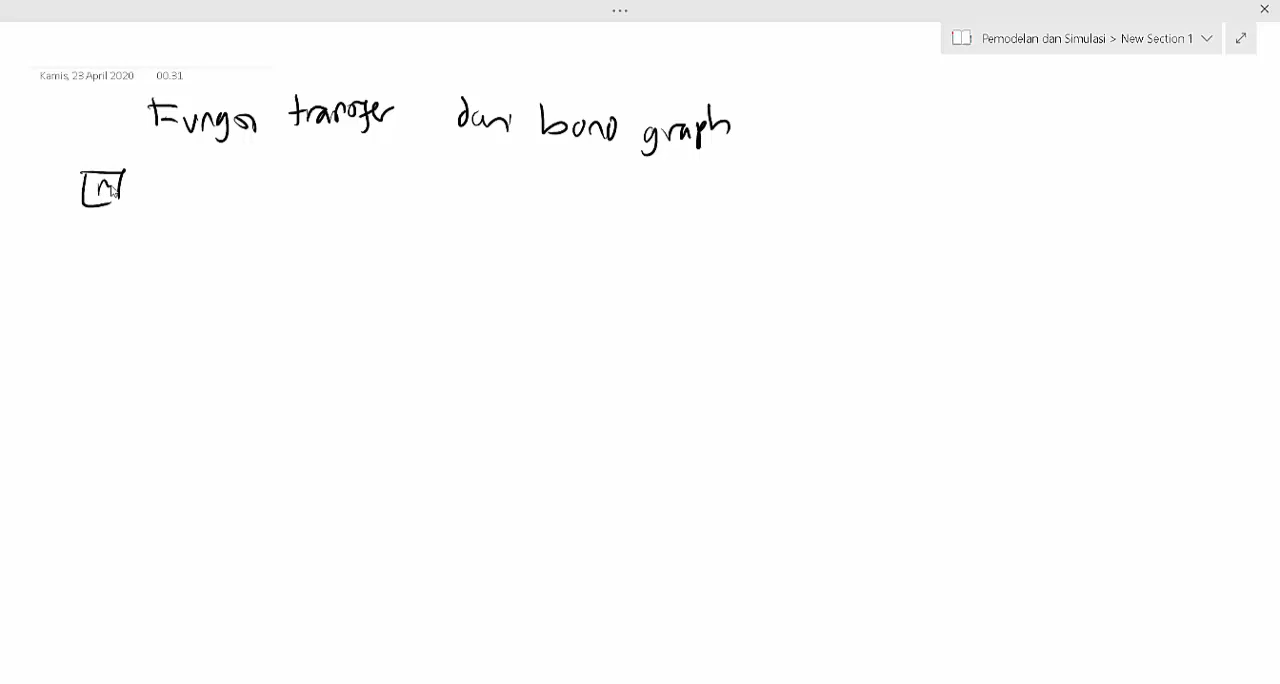 Pemodelan dan Simulasi > New Section 1
Kamis, 23 April 2020 00.31
Fungsi transfer dari bond graph